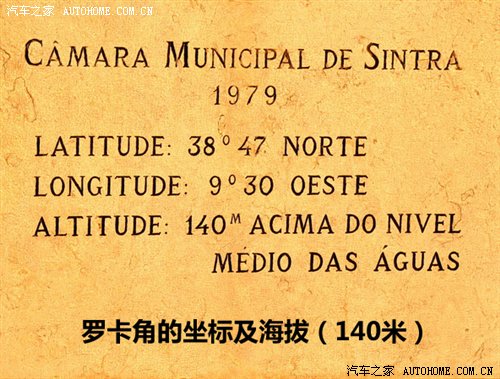 汽车之家 AUTOHOME.COM.CN
CÂMARA MUNICIPAL DE SINTRA
1979
LATITUDE: 38º 47 NORTE
LONGITUDE: 9º 30 OESTE
ALTITUDE: 140M ACIMA DO NIVEL
MÉDIO DAS ÁGUAS
罗卡角的坐标及海拔（140米）
汽车之家 AUTOHOME.COM.CN